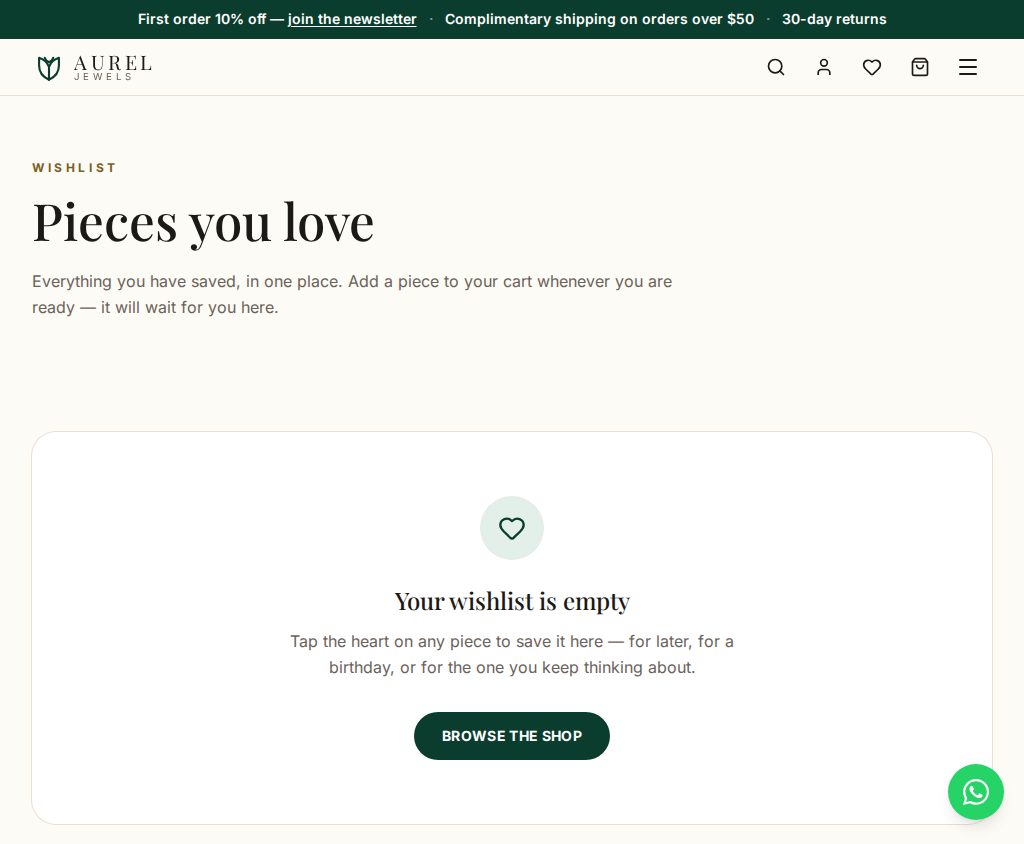 First order 10% off — join the newsletter · Complimentary shipping on orders over $50 · 30-day returns
AUREL
JEWELS
WISHLIST
Pieces you love
Everything you have saved, in one place. Add a piece to your cart whenever you are
ready — it will wait for you here.
Your wishlist is empty
Tap the heart on any piece to save it here — for later, for a
birthday, or for the one you keep thinking about.
BROWSE THE SHOP